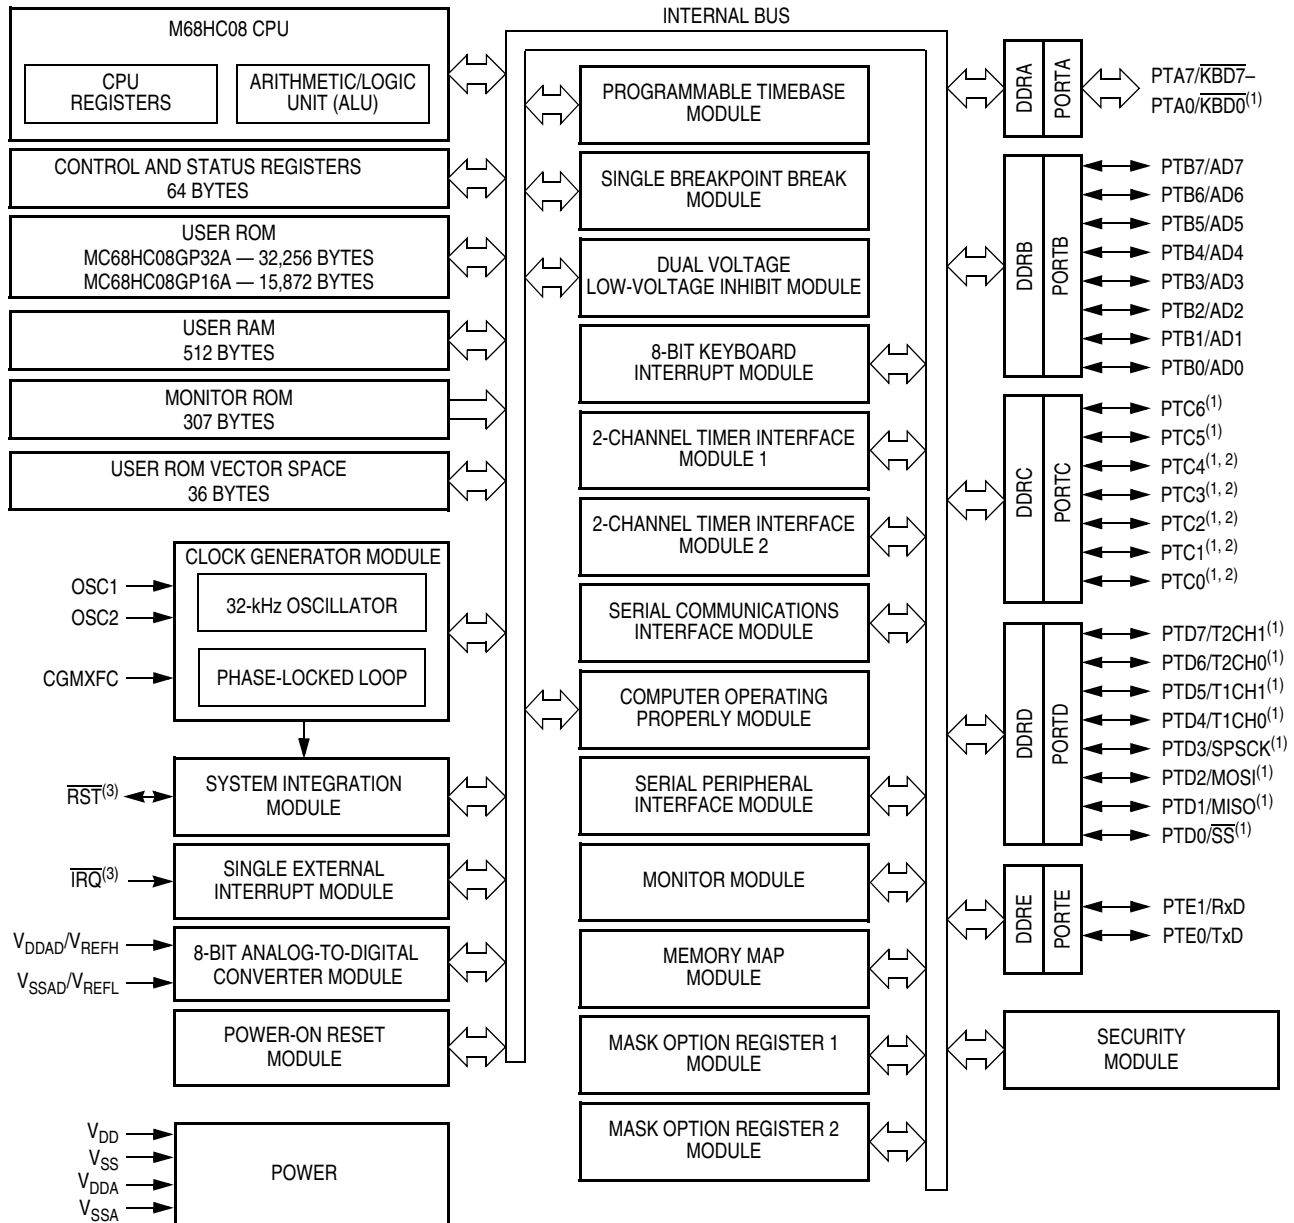 INTERNAL BUS
M68HC08 CPU
CPU
REGISTERS
ARITHMETIC/LOGIC
UNIT (ALU)
CONTROL AND STATUS REGISTERS
64 BYTES
USER ROM
MC68HC08GP32A — 32,256 BYTES
MC68HC08GP16A — 15,872 BYTES
USER RAM
512 BYTES
MONITOR ROM
307 BYTES
USER ROM VECTOR SPACE
36 BYTES
CLOCK GENERATOR MODULE
32-kHz OSCILLATOR
PHASE-LOCKED LOOP
OSC1
OSC2
CGMXFC
SYSTEM INTEGRATION
MODULE
RST(3)
SINGLE EXTERNAL
INTERRUPT MODULE
IRQ(3)
8-BIT ANALOG-TO-DIGITAL
CONVERTER MODULE
VDDAD/VREFH
VSSAD/VREFL
POWER-ON RESET
MODULE
POWER
VDD
VSS
VDDA
VSSA
PROGRAMMABLE TIMEBASE
MODULE
SINGLE BREAKPOINT BREAK
MODULE
DUAL VOLTAGE
LOW-VOLTAGE INHIBIT MODULE
8-BIT KEYBOARD
INTERRUPT MODULE
2-CHANNEL TIMER INTERFACE
MODULE 1
2-CHANNEL TIMER INTERFACE
MODULE 2
SERIAL COMMUNICATIONS
INTERFACE MODULE
COMPUTER OPERATING
PROPERLY MODULE
SERIAL PERIPHERAL
INTERFACE MODULE
MONITOR MODULE
MEMORY MAP
MODULE
MASK OPTION REGISTER 1
MODULE
MASK OPTION REGISTER 2
MODULE
DDRA
PORTA
PTA7/KBD7–
PTA0/KBD0(1)
DDRB
PORTB
PTB7/AD7
PTB6/AD6
PTB5/AD5
PTB4/AD4
PTB3/AD3
PTB2/AD2
PTB1/AD1
PTB0/AD0
DDRC
PORTC
PTC6(1)
PTC5(1)
PTC4(1, 2)
PTC3(1, 2)
PTC2(1, 2)
PTC1(1, 2)
PTC0(1, 2)
DDRD
PORTD
PTD7/T2CH1(1)
PTD6/T2CH0(1)
PTD5/T1CH1(1)
PTD4/T1CH0(1)
PTD3/SPSCK(1)
PTD2/MOSI(1)
PTD1/MISO(1)
PTD0/SS(1)
DDRE
PORTE
PTE1/RxD
PTE0/TxD
SECURITY
MODULE